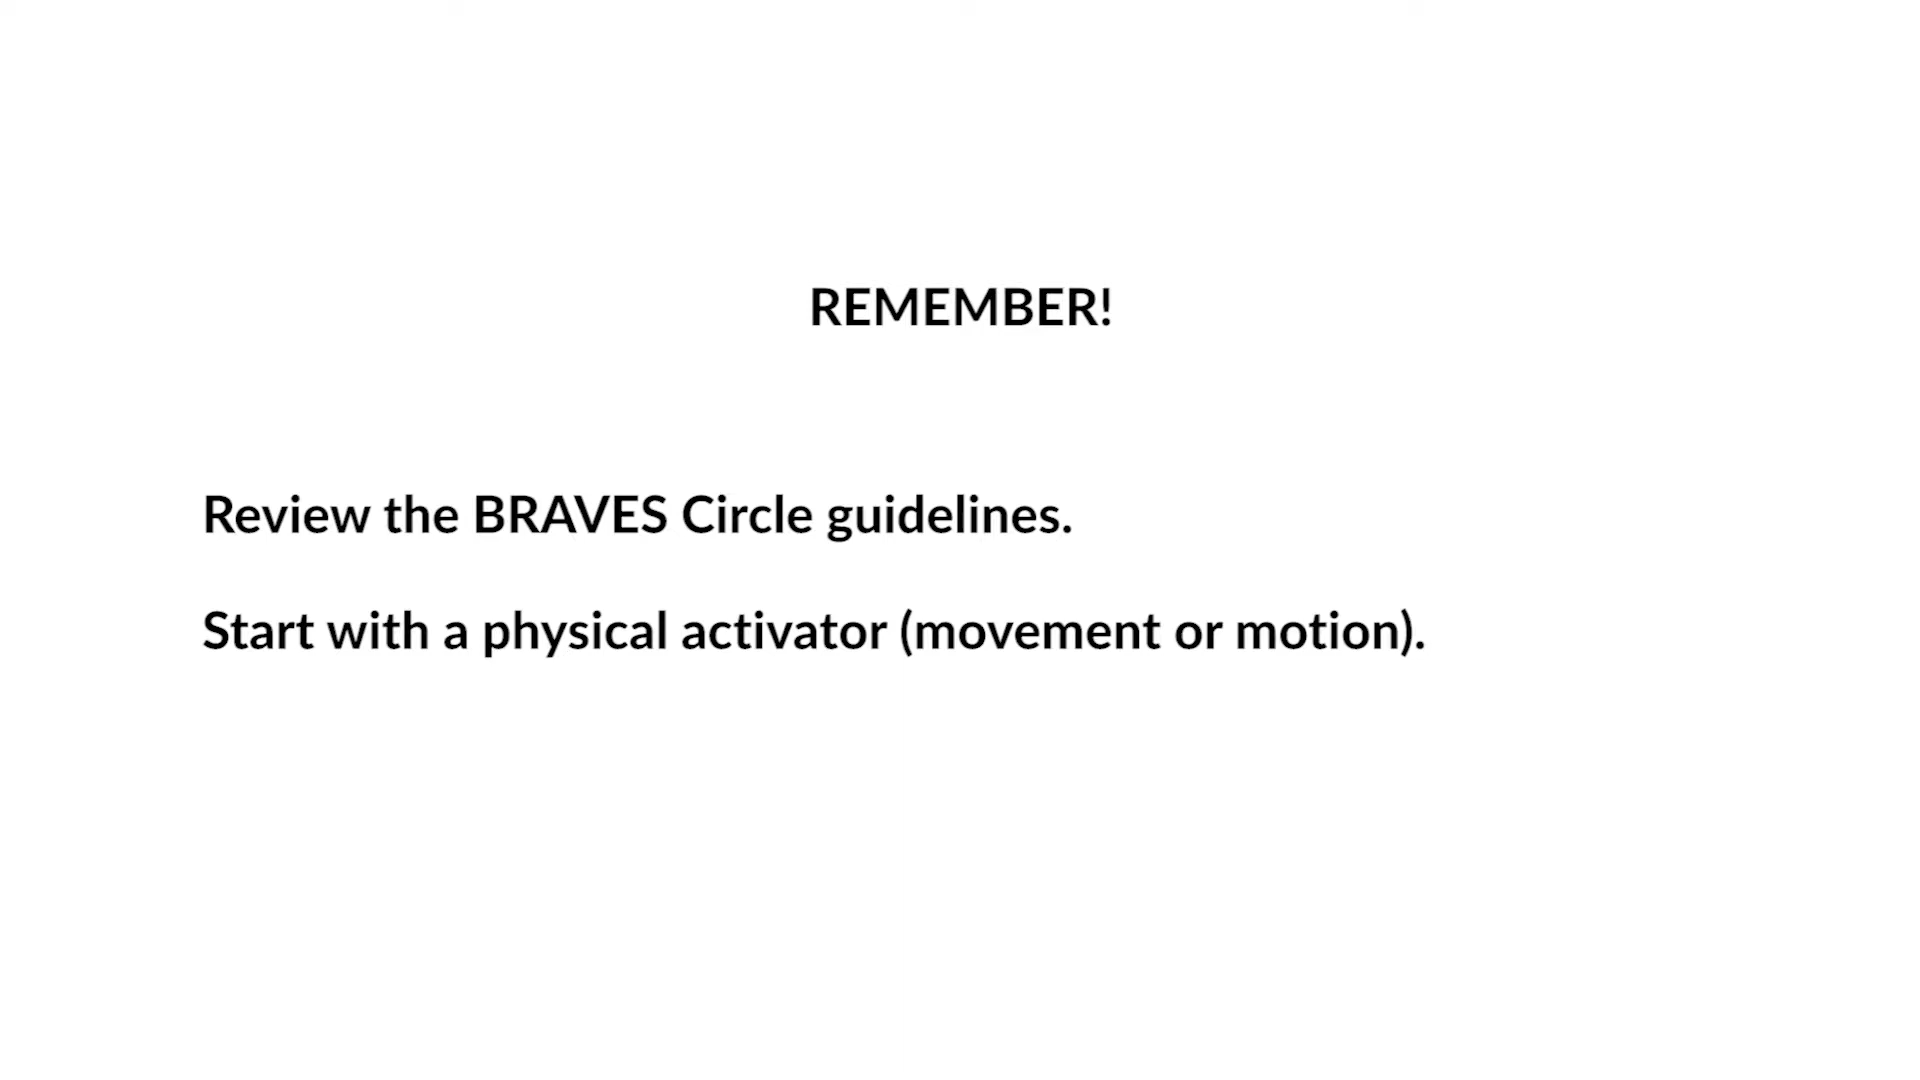 REMEMBER!
Review the BRAVES Circle guidelines.
Start with a physical activator (movement or motion).